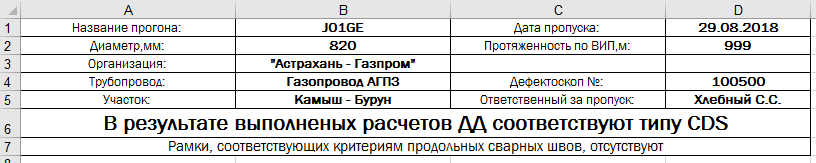 A B C D
1 Название прогона: J01GE Дата пропуска: 29.08.2018
2 Диаметр,мм: 820 Протяженность по ВИП,м: 999
3 Организация: "Астрахань - Газпром"
4 Трубопровод: Газопровод АГПЗ Дефектоскоп №: 100500
5 Участок: Камыш - Бурун Ответственный за пропуск: Хлебный С.С.
6 В результате выполненых расчетов ДД соответствуют типу CDS
7 Рамки, соответствующих критериям продольных сварных швов, отсутствуют